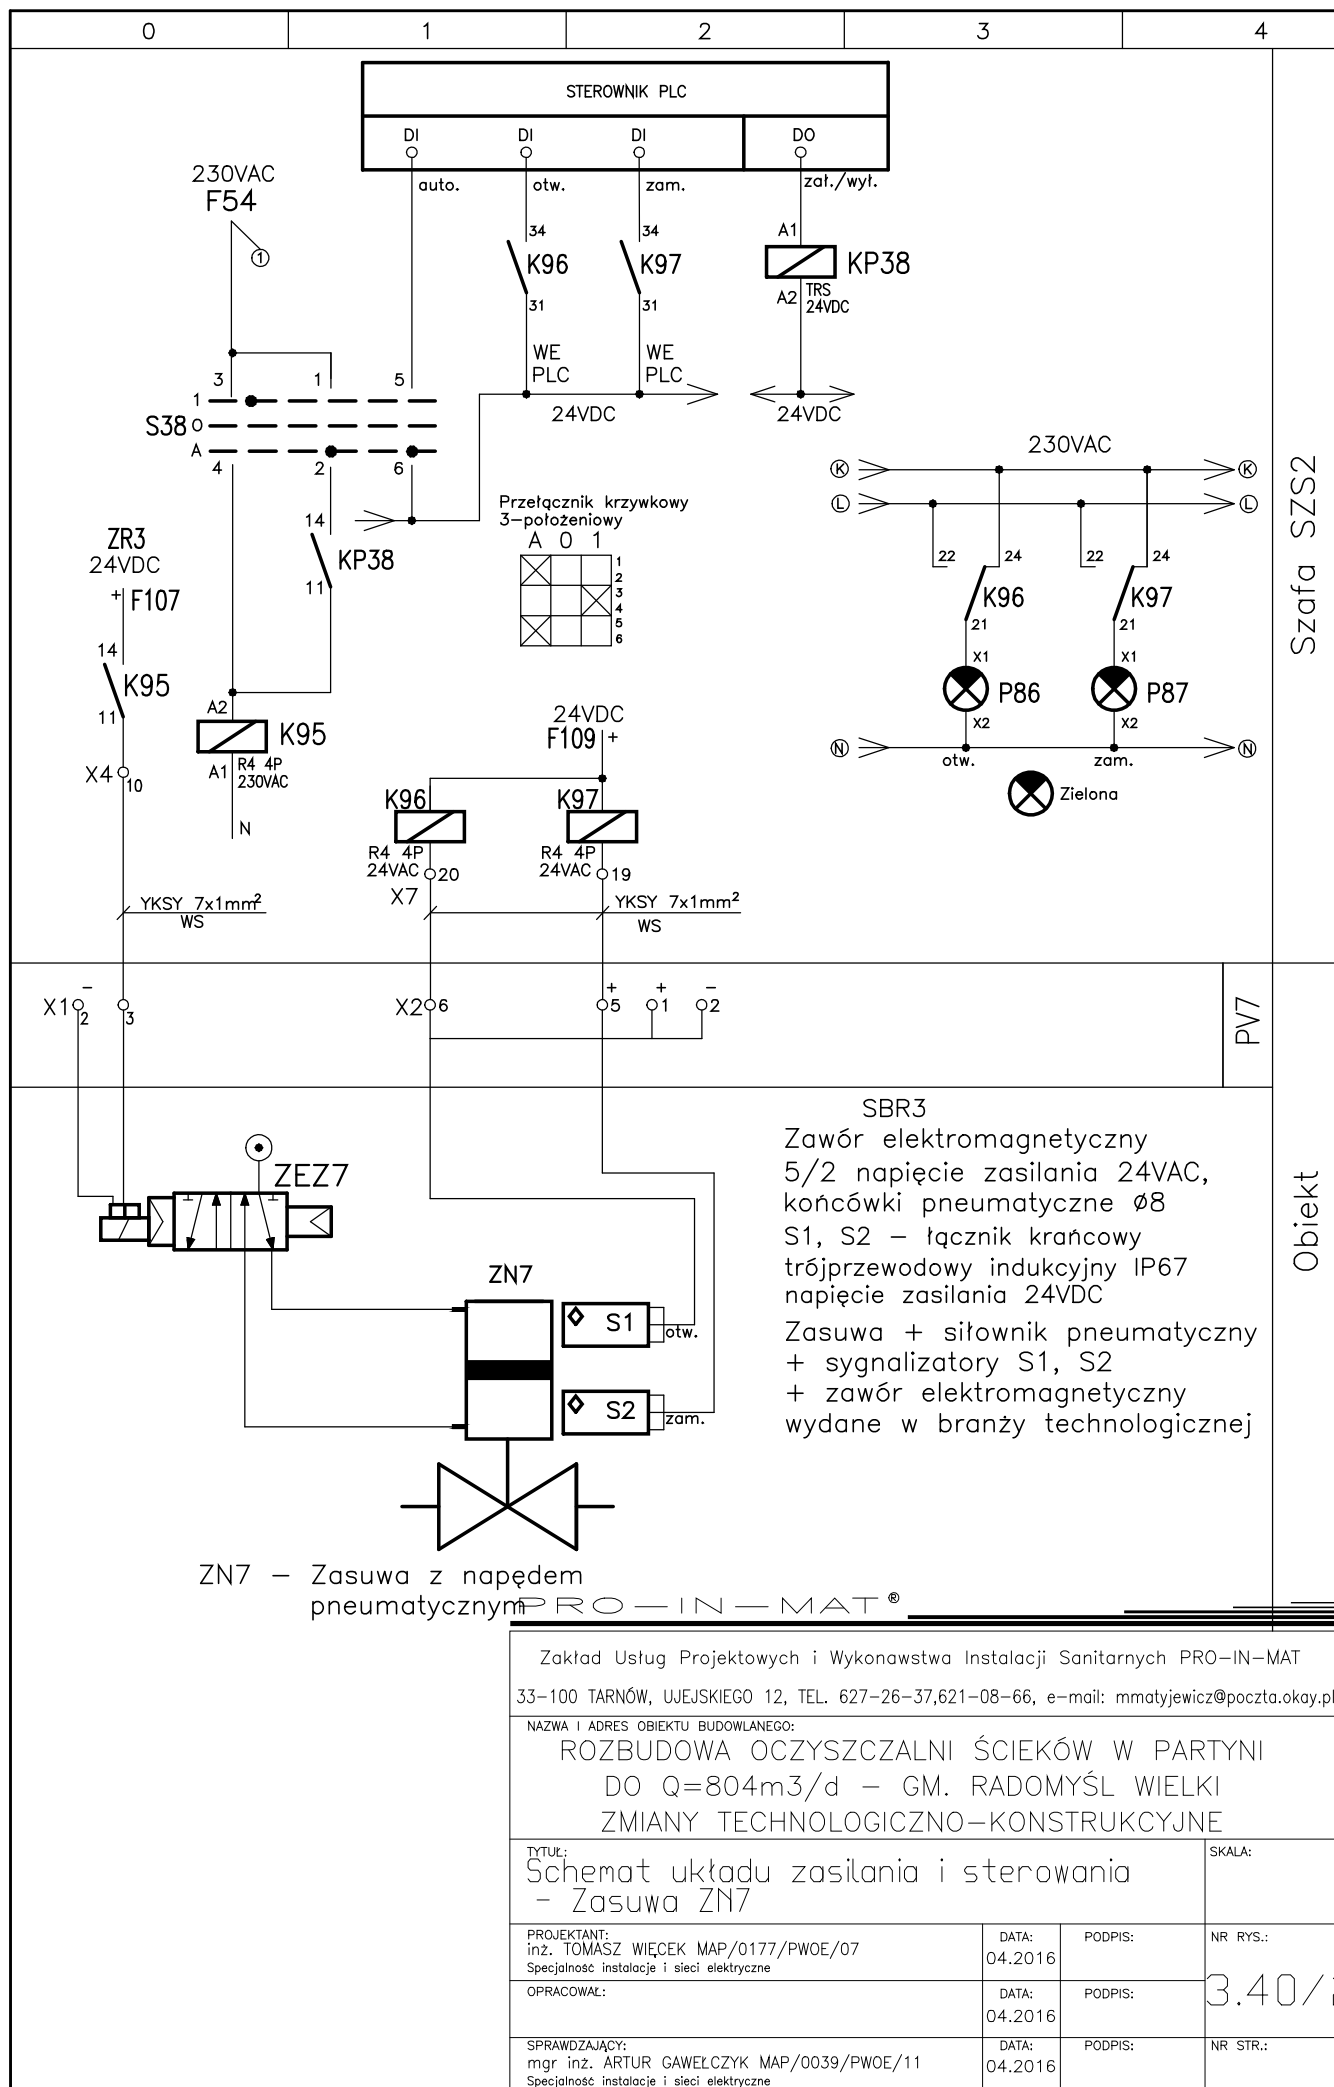 0 1 2 3 4
STEROWNIK PLC
DI DI DI DO
auto. otw. zam. zał./wył.
230VAC
F54
1
34 34
K96 K97
31 31
A1
KP38
A2 TRS
24VDC
WE WE
PLC PLC
24VDC 24VDC
3 1 5
1
S38 0
A
4 2 6
14
KP38
11
Przełącznik krzywkowy
3-położeniowy
A 0 1
1
2
3
4
5
6
230VAC
K K
L L
22 24 22 24
K96 K97
21 21
X1 X1
P86 P87
X2 X2
N N
otw. zam.
Zielona
Szafa SZS2
ZR3
24VDC
+ F107
14
K95
11
X4 10
A2
K95
A1 R4 4P
230VAC
N
24VDC
F109 +
K96 K97
R4 4P R4 4P
24VAC 20 24VAC 19
X7
YKSY 7x1mm² YKSY 7x1mm²
WS WS
X1 - 2 3 X2 6 + 5 + 1 - 2
PV7
Obiekt
ZEZ7
ZN7
S1
otw.
S2
zam.
SBR3
Zawór elektromagnetyczny
5/2 napięcie zasilania 24VAC,
końcówki pneumatyczne Ø8
S1, S2 – łącznik krańcowy
trójprzewodowy indukcyjny IP67
napięcie zasilania 24VDC
Zasuwa + siłownik pneumatyczny
+ sygnalizatory S1, S2
+ zawór elektromagnetyczny
wydane w branży technologicznej
ZN7 – Zasuwa z napędem
pneumatycznym
PRO–IN–MAT®
Zakład Usług Projektowych i Wykonawstwa Instalacji Sanitarnych PRO–IN–MAT
33–100 TARNÓW, UJEJSKIEGO 12, TEL. 627–26–37,621–08–66, e–mail: mmatyjewicz@poczta.okay.pl
NAZWA I ADRES OBIEKTU BUDOWLANEGO:
ROZBUDOWA OCZYSZCZALNI ŚCIEKÓW W PARTYNI
DO Q=804m3/d – GM. RADOMYŚL WIELKI
ZMIANY TECHNOLOGICZNO–KONSTRUKCYJNE
TYTUŁ:
Schemat układu zasilania i sterowania
– Zasuwa ZN7
SKALA:
PROJEKTANT:
inż. TOMASZ WIĘCEK MAP/0177/PWOE/07
Specjalność instalacje i sieci elektryczne
DATA:
04.2016
PODPIS:
NR RYS.:
3.40/
OPRACOWAŁ:
DATA:
04.2016
PODPIS:
SPRAWDZAJĄCY:
mgr inż. ARTUR GAWEŁCZYK MAP/0039/PWOE/11
Specjalność instalacje i sieci elektryczne
DATA:
04.2016
PODPIS:
NR STR.: